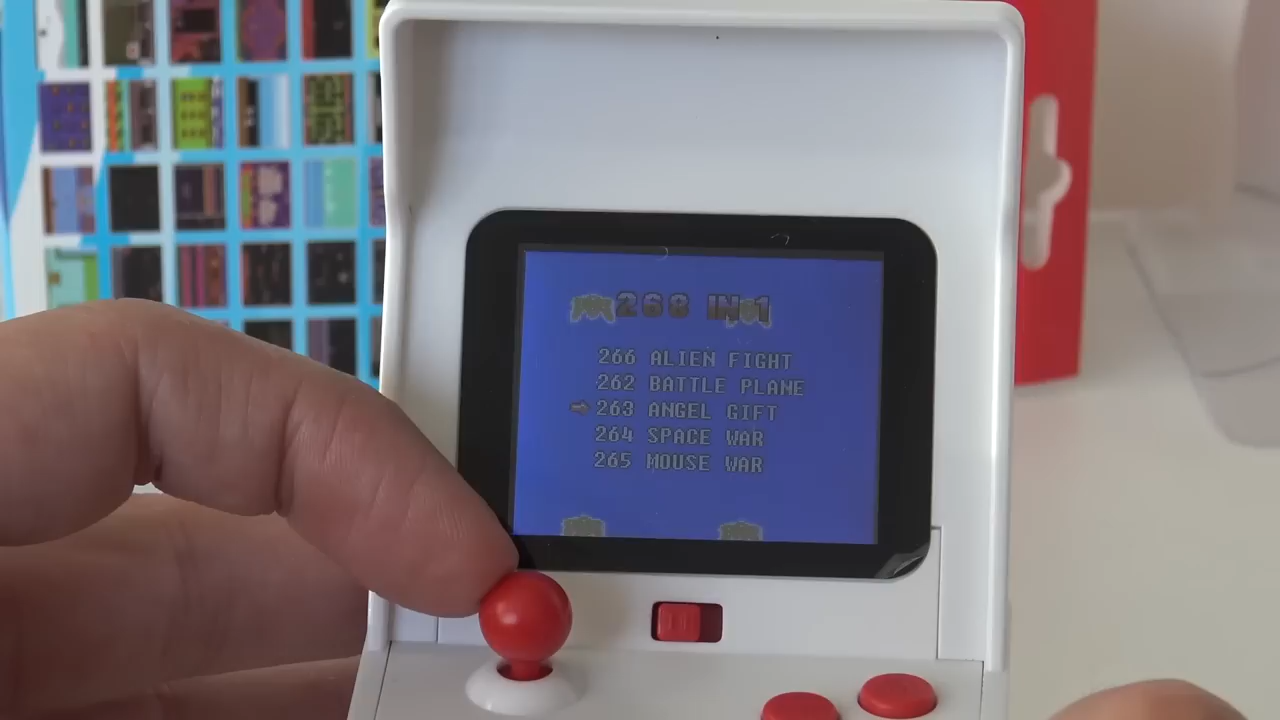 268 IN 1
266 ALIEN FIGHT
262 BATTLE PLANE
263 ANGEL GIFT
264 SPACE WAR
265 MOUSE WAR